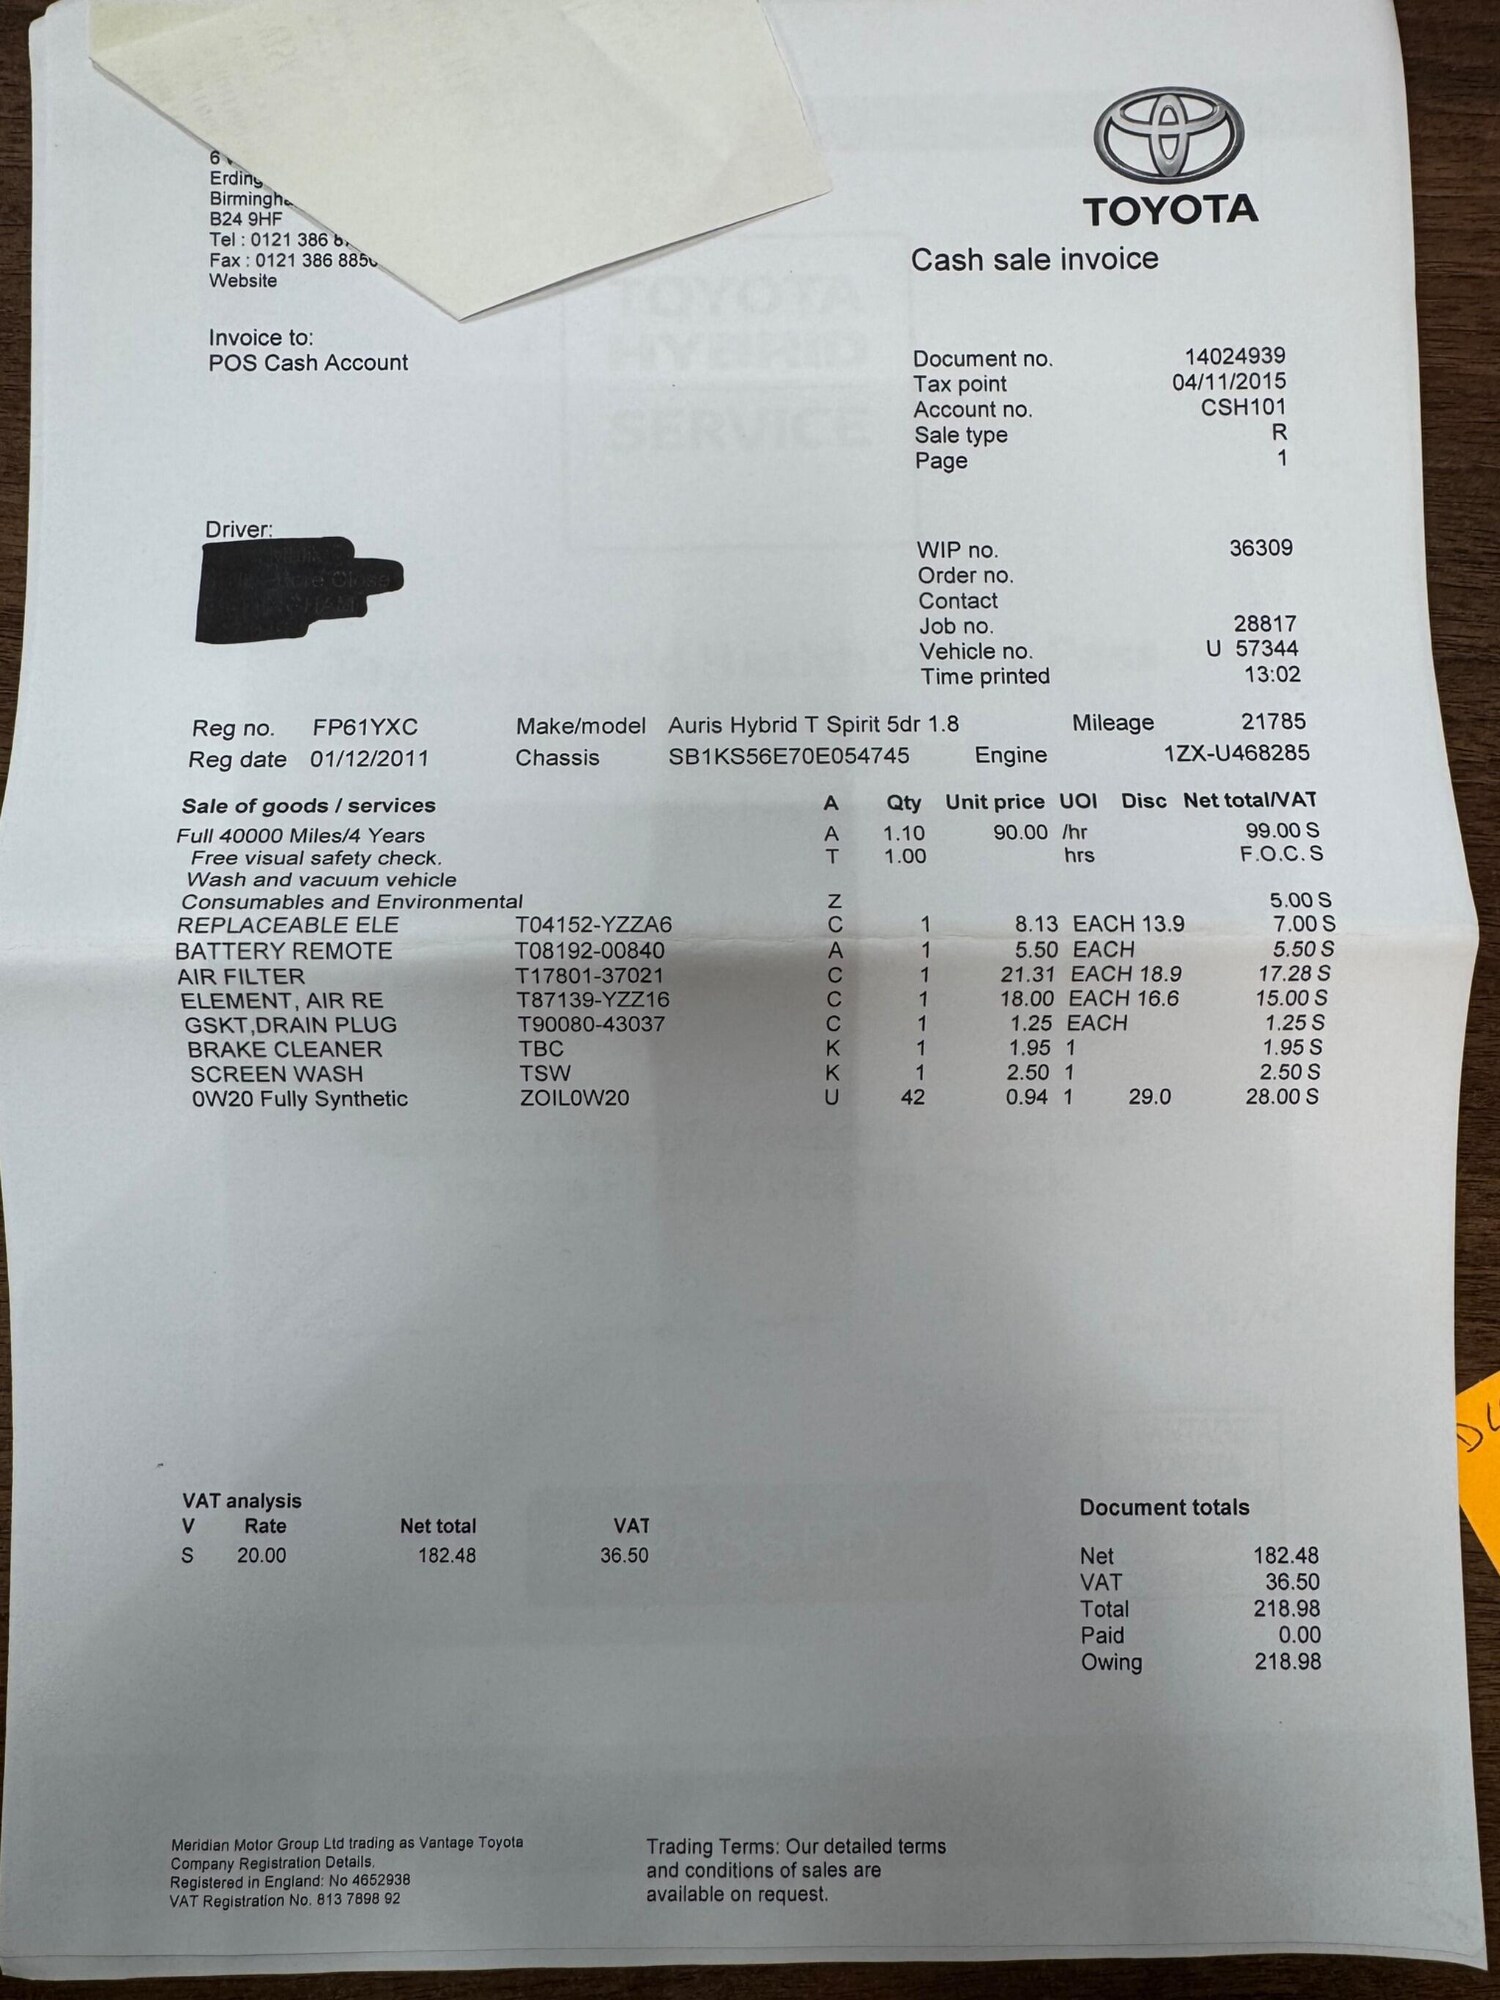 6
Erding
Birmingha
B24 9HF
Tel : 0121 386
Fax : 0121 386 885
Website
TOYOTA
Cash sale invoice
Invoice to:
POS Cash Account
Document no. 14024939
Tax point 04/11/2015
Account no. CSH101
Sale type R
Page 1
Driver:
WIP no. 36309
Order no.
Contact
Job no. 28817
Vehicle no. U 57344
Time printed 13:02
Reg no. FP61YXC Make/model Auris Hybrid T Spirit 5dr 1.8 Mileage 21785
Reg date 01/12/2011 Chassis SB1KS56E70E054745 Engine 1ZX-U468285
Sale of goods / services A Qty Unit price UOI Disc Net total/VAT
Full 40000 Miles/4 Years A 1.10 90.00 /hr 99.00 S
Free visual safety check. T 1.00 hrs F.O.C. S
Wash and vacuum vehicle
Consumables and Environmental Z 5.00 S
REPLACEABLE ELE T04152-YZZA6 C 1 8.13 EACH 13.9 7.00 S
BATTERY REMOTE T08192-00840 A 1 5.50 EACH 5.50 S
AIR FILTER T17801-37021 C 1 21.31 EACH 18.9 17.28 S
ELEMENT, AIR RE T87139-YZZ16 C 1 18.00 EACH 16.6 15.00 S
GSKT,DRAIN PLUG T90080-43037 C 1 1.25 EACH 1.25 S
BRAKE CLEANER TBC K 1 1.95 1 1.95 S
SCREEN WASH TSW K 1 2.50 1 2.50 S
0W20 Fully Synthetic ZOIL0W20 U 42 0.94 1 29.0 28.00 S
VAT analysis
V Rate Net total VAT
S 20.00 182.48 36.50
Document totals
Net 182.48
VAT 36.50
Total 218.98
Paid 0.00
Owing 218.98
Meridian Motor Group Ltd trading as Vantage Toyota
Company Registration Details.
Registered in England: No 4652938
VAT Registration No. 813 7898 92
Trading Terms: Our detailed terms
and conditions of sales are
available on request.